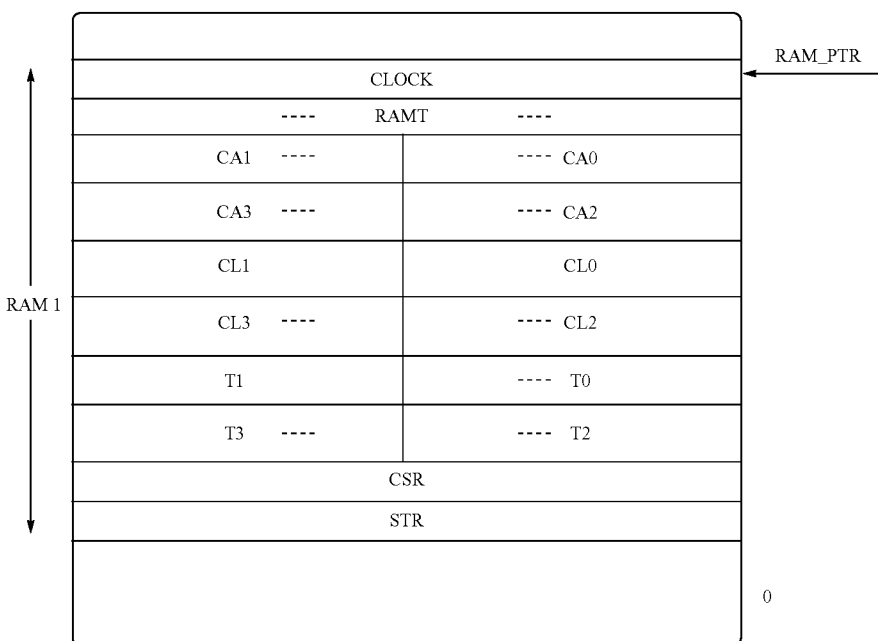 RAM_PTR
CLOCK
---- RAMT ----
CA1 ---- ---- CA0
CA3 ---- ---- CA2
CL1 CL0
RAM 1
CL3 ---- ---- CL2
T1 ---- T0
T3 ---- ---- T2
CSR
STR
0